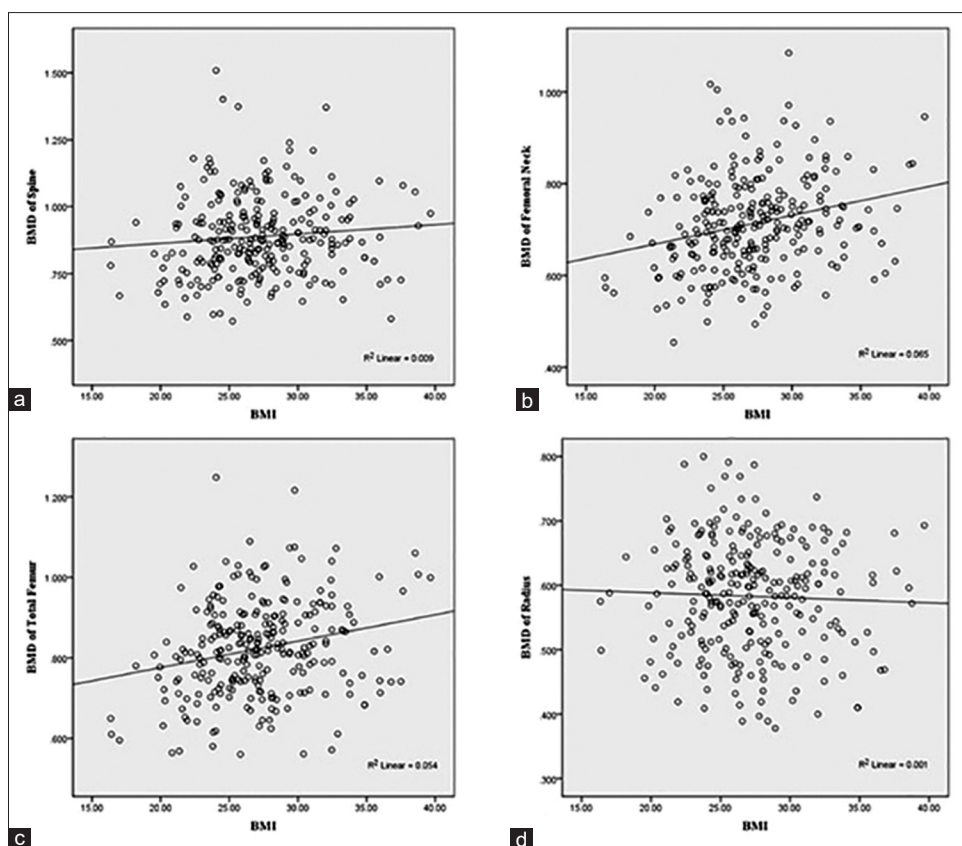 1.500
1.250
1.000
.750
.500
BMD of Spine
R² Linear = 0.009
15.00 20.00 25.00 30.00 35.00 40.00
BMI
a
1.000
.800
.600
.400
BMD of Femoral Neck
R² Linear = 0.065
15.00 20.00 25.00 30.00 35.00 40.00
BMI
b
1.200
1.000
.800
.600
BMD of Total Femur
R² Linear = 0.054
15.00 20.00 25.00 30.00 35.00 40.00
BMI
c
.800
.700
.600
.500
.400
.300
BMD of Radius
R² Linear = 0.001
15.00 20.00 25.00 30.00 35.00 40.00
BMI
d